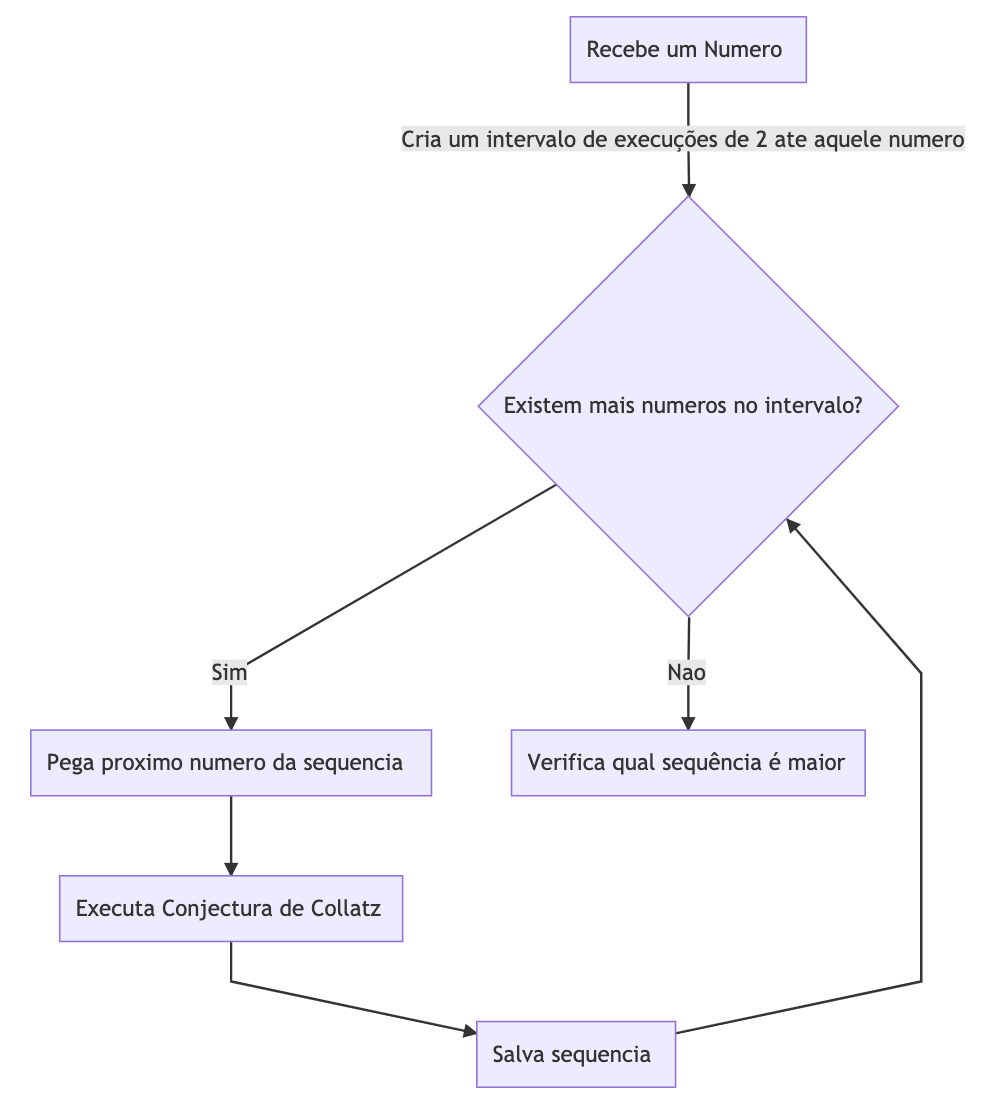 Recebe um Numero
Cria um intervalo de execuções de 2 ate aquele numero
Existem mais numeros no intervalo?
Sim
Nao
Pega proximo numero da sequencia
Verifica qual sequência é maior
Executa Conjectura de Collatz
Salva sequencia